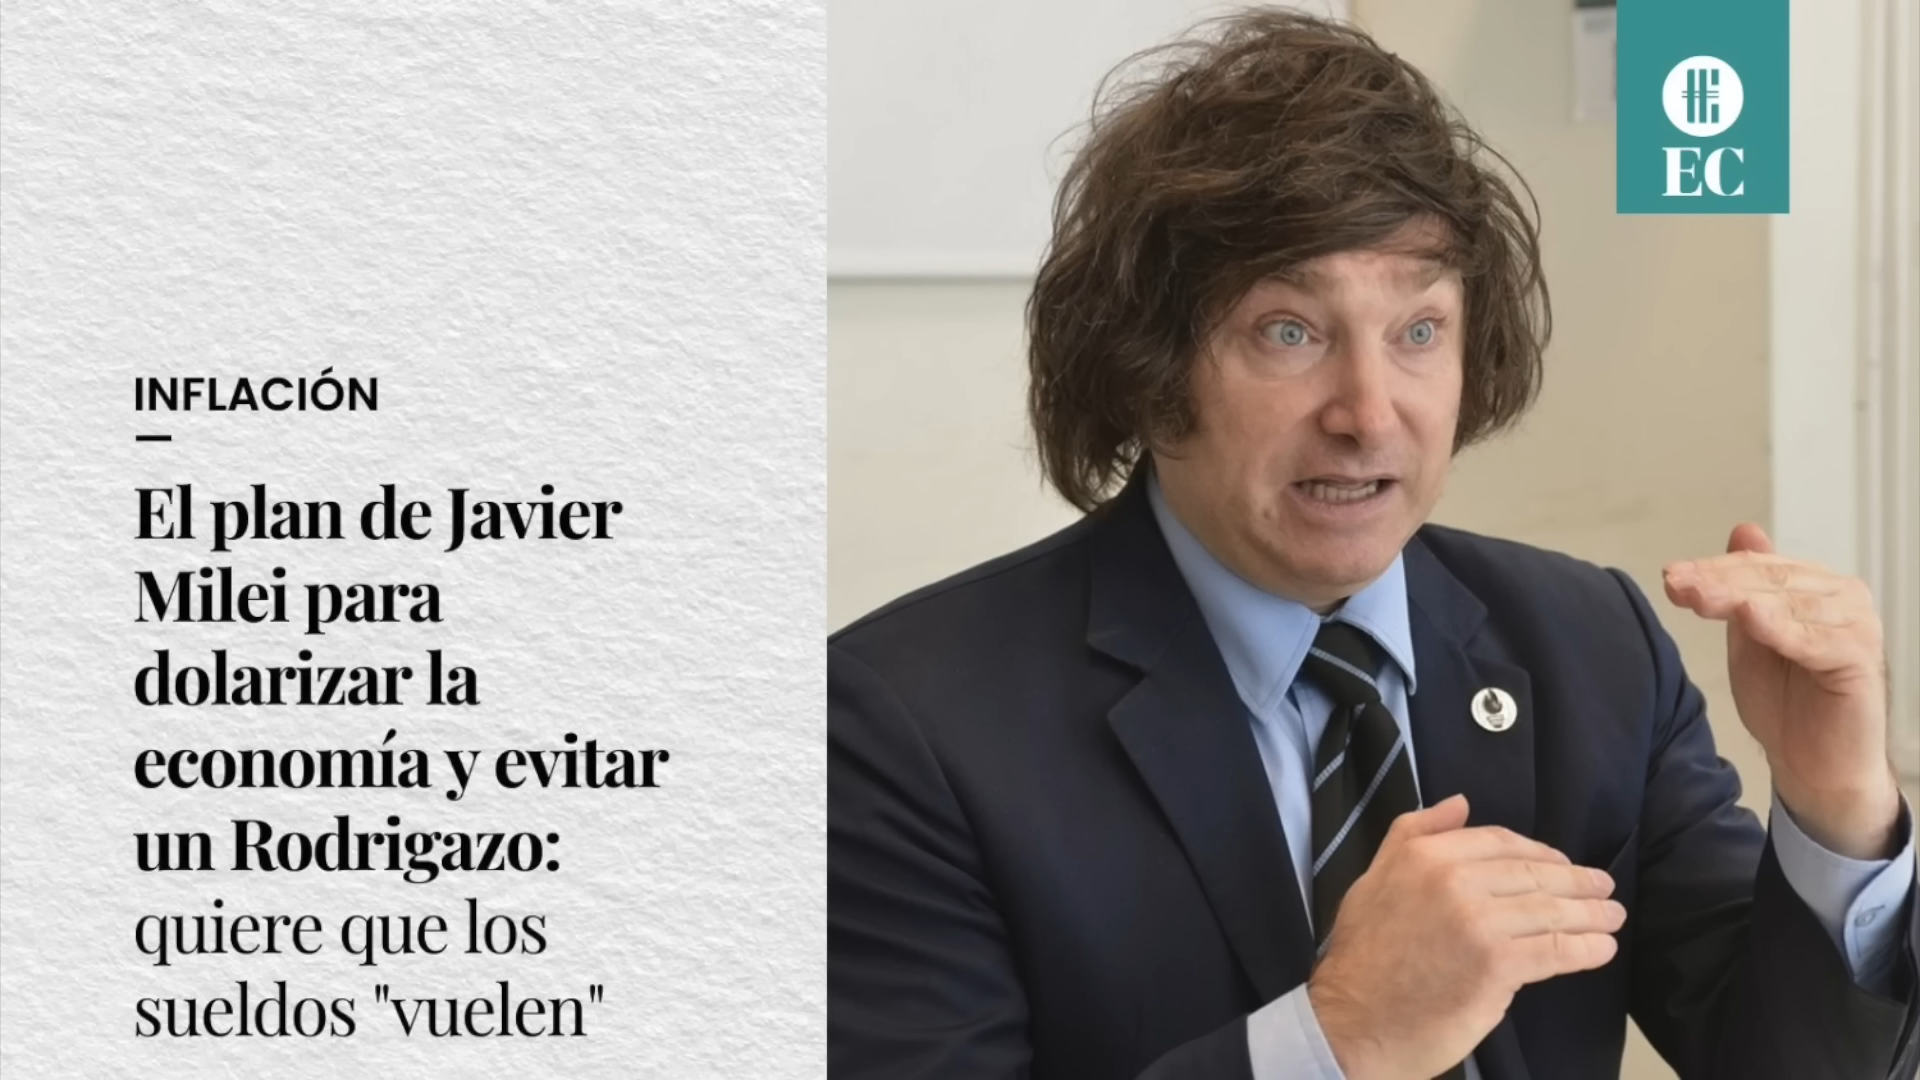 INFLACIÓN
El plan de Javier
Milei para
dolarizar la
economía y evitar
un Rodrigazo:
quiere que los
sueldos "vuelen"
EC